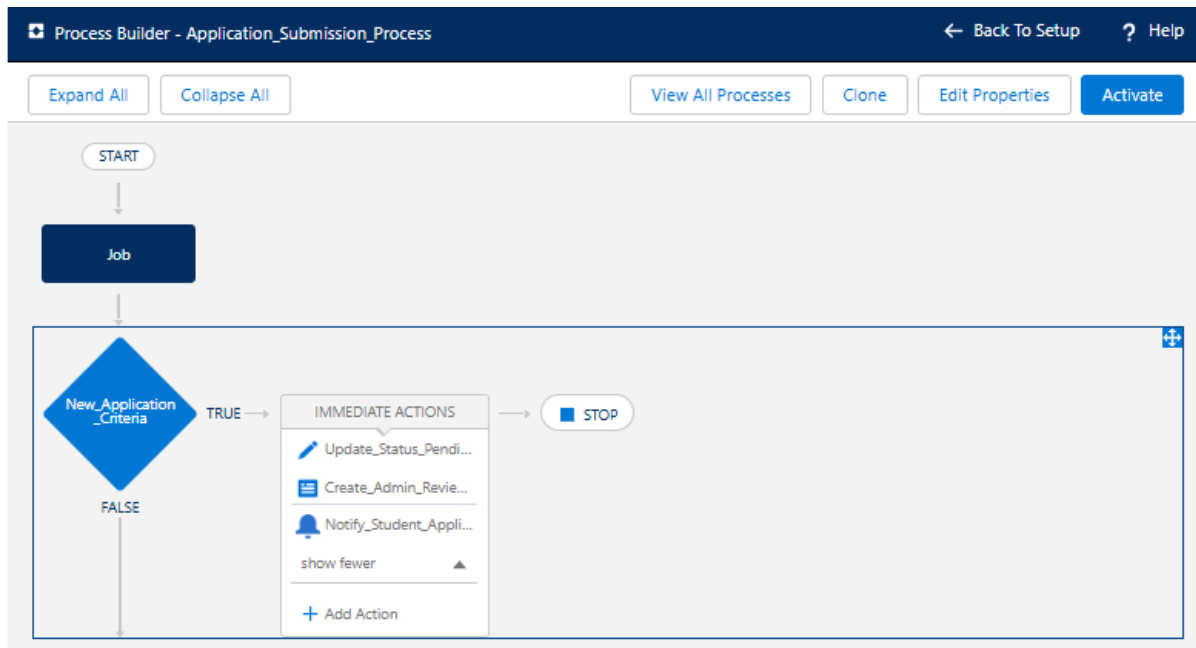 Process Builder - Application_Submission_Process
Back To Setup
? Help
Expand All
Collapse All
View All Processes
Clone
Edit Properties
Activate
START
Job
New_Application
_Criteria
TRUE
IMMEDIATE ACTIONS
STOP
Update_Status_Pendi...
Create_Admin_Revie...
FALSE
Notify_Student_Appli...
show fewer
Add Action